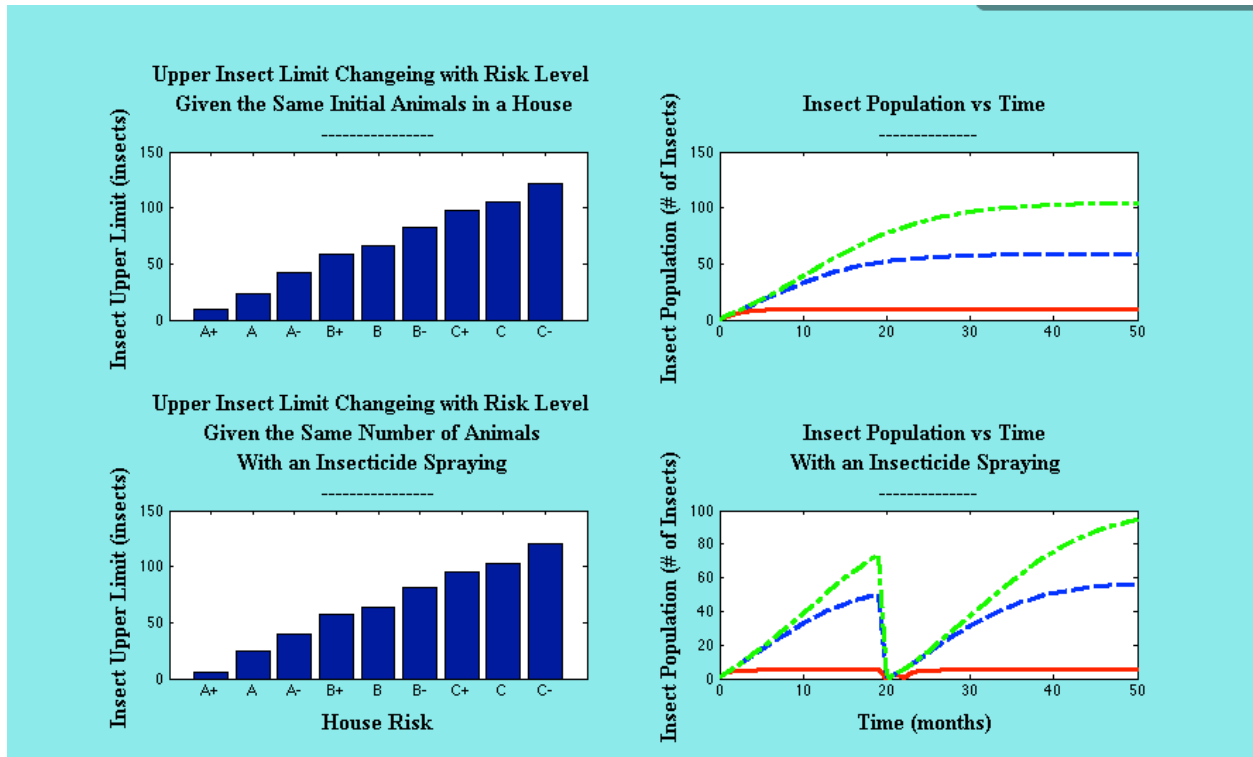 Upper Insect Limit Changeing with Risk Level
Given the Same Initial Animals in a House
----------------
Insect Upper Limit (insects)
150
100
50
0
A+ A A- B+ B B- C+ C C-
Insect Population vs Time
--------------
Insect Population (# of Insects)
150
100
50
0
0 10 20 30 40 50
Upper Insect Limit Changeing with Risk Level
Given the Same Number of Animals
With an Insecticide Spraying
----------------
Insect Upper Limit (insects)
150
100
50
0
A+ A A- B+ B B- C+ C C-
House Risk
Insect Population vs Time
With an Insecticide Spraying
--------------
Insect Population (# of Insects)
100
80
60
40
20
0
0 10 20 30 40 50
Time (months)